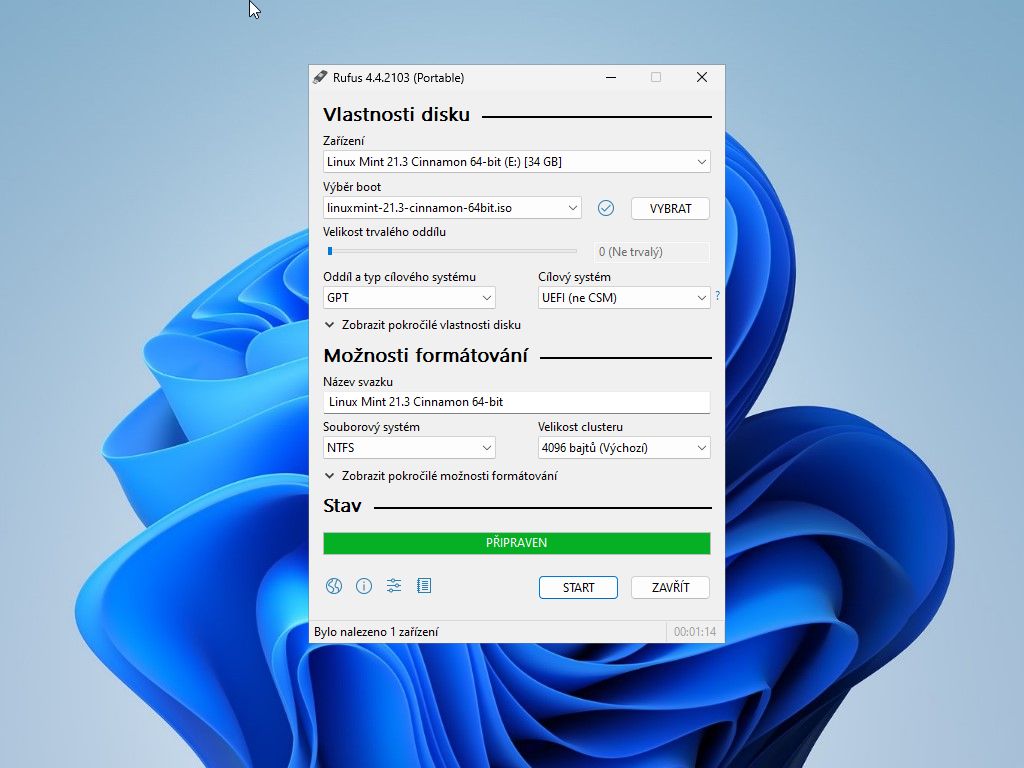 Rufus 4.4.2103 (Portable)
Vlastnosti disku
Zařízení
Linux Mint 21.3 Cinnamon 64-bit (E:) [34 GB]
Výběr boot
linuxmint-21.3-cinnamon-64bit.iso
VYBRAT
Velikost trvalého oddílu
0 (Ne trvalý)
Oddíl a typ cílového systému
Cílový systém
GPT
UEFI (ne CSM)
?
Zobrazit pokročilé vlastnosti disku
Možnosti formátování
Název svazku
Linux Mint 21.3 Cinnamon 64-bit
Souborový systém
Velikost clusteru
NTFS
4096 bajtů (Výchozí)
Zobrazit pokročilé možnosti formátování
Stav
PŘIPRAVEN
START
ZAVŘÍT
Bylo nalezeno 1 zařízení
00:01:14